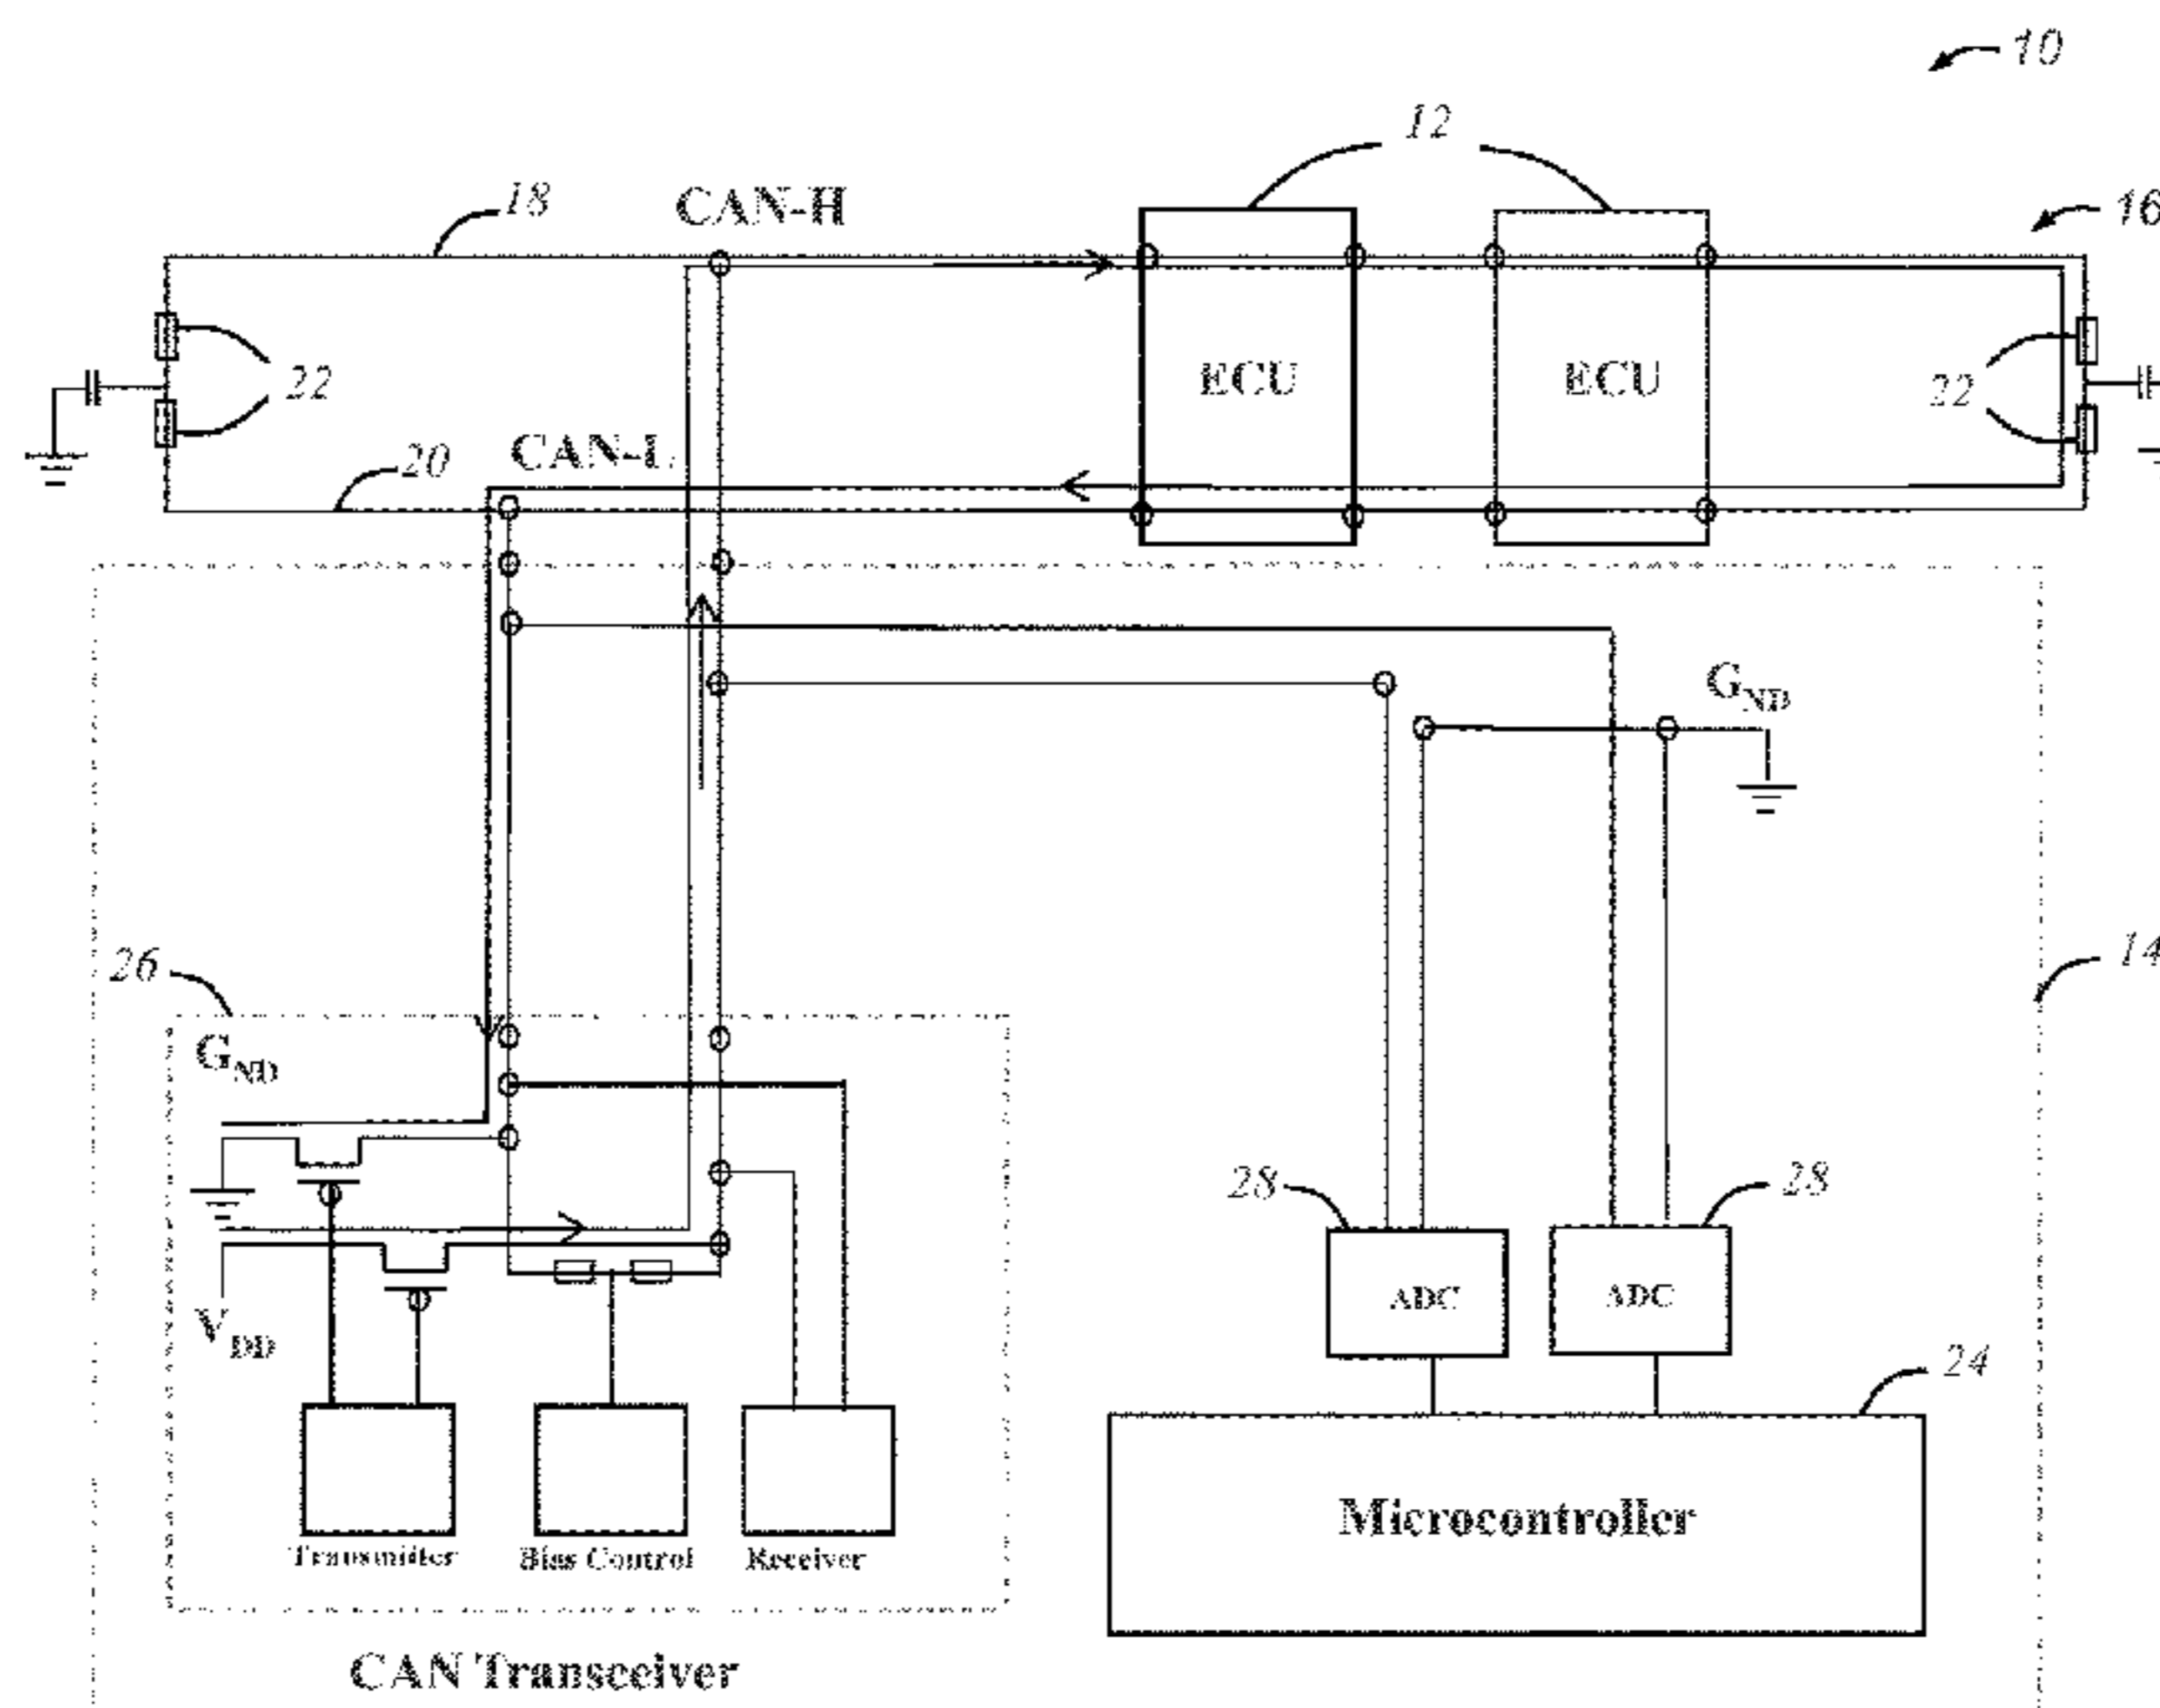 10
12
18
CAN-H
16
ECU
ECU
22
22
20
CAN-L
GND
26
14
GND
28
28
ADC
ADC
VDD
24
Microcontroller
Transmitter
Bias Control
Receiver
CAN Transceiver